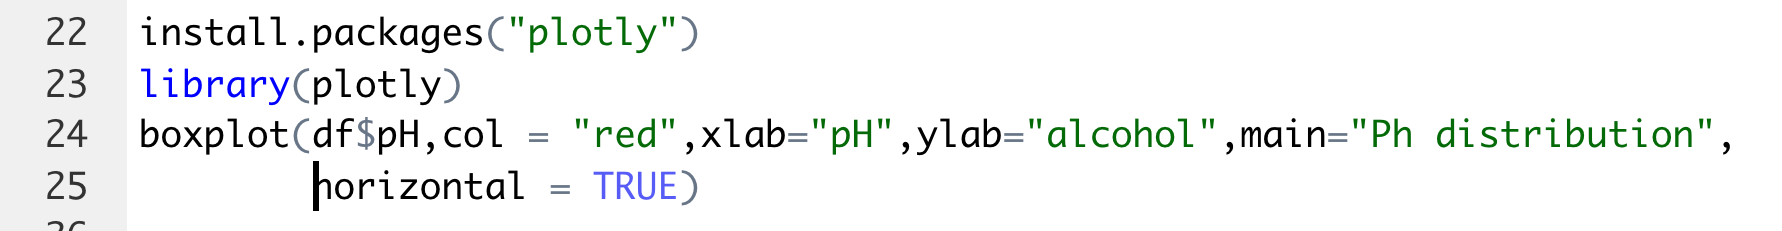 22 install.packages("plotly")
23 library(plotly)
24 boxplot(df$pH,col = "red",xlab="pH",ylab="alcohol",main="Ph distribution",
25 horizontal = TRUE)